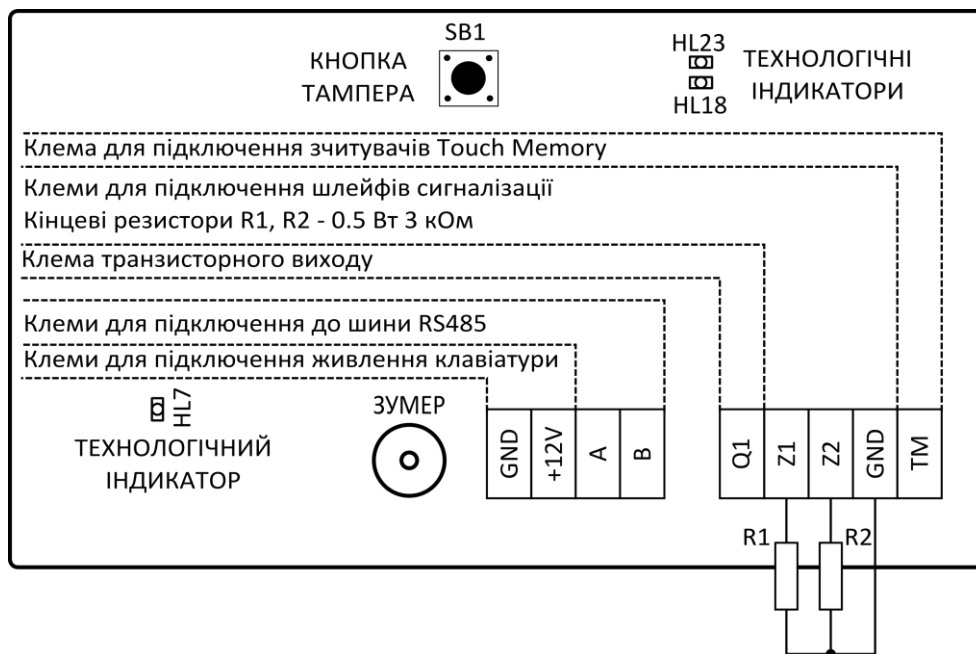 SB1
КНОПКА
ТАМПЕРА
HL23
HL18
ТЕХНОЛОГІЧНІ
ІНДИКАТОРИ
Клема для підключення зчитувачів Touch Memory
Клеми для підключення шлейфів сигналізації
Кінцеві резистори R1, R2 - 0.5 Вт 3 кОм
Клема транзисторного виходу
Клеми для підключення до шини RS485
Клеми для підключення живлення клавіатури
HL7
ТЕХНОЛОГІЧНИЙ
ІНДИКАТОР
ЗУМЕР
GND
+12V
A
B
Q1
Z1
Z2
GND
TM
R1
R2